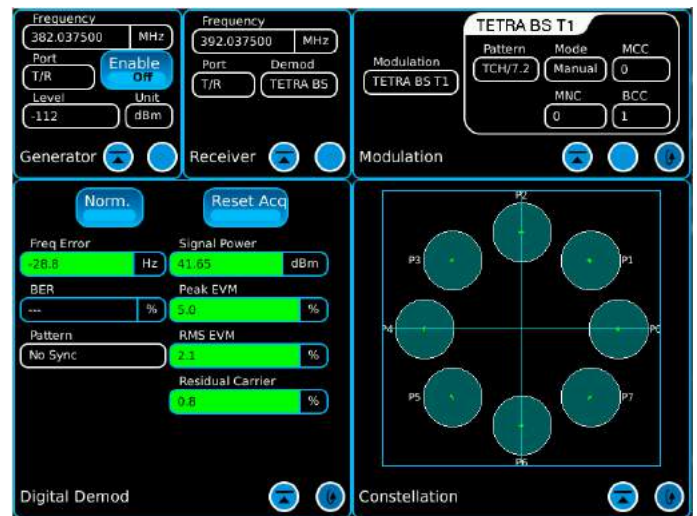 Frequency
382.037500 MHz
Port
T/R
Enable
Off
Level
Unit
-112
dBm
Generator
Frequency
392.037500 MHz
Port
Demod
T/R
TETRA BS
Receiver
Modulation
TETRA BS T1
TETRA BS T1
Pattern
Mode
MCC
TCH/7.2
Manual
0
MNC
BCC
0
1
Modulation
Norm.
Reset Acq
Freq Error
-28.8 Hz
BER
--- %
Pattern
No Sync
Signal Power
41.65 dBm
Peak EVM
5.0 %
RMS EVM
2.1 %
Residual Carrier
0.8 %
Digital Demod
P2
P3
P1
P4
P0
P5
P7
P6
Constellation